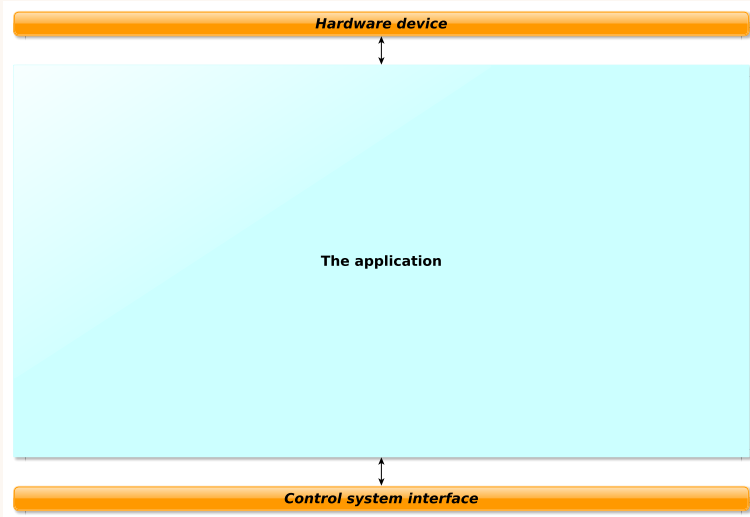 Hardware device
The application
Control system interface